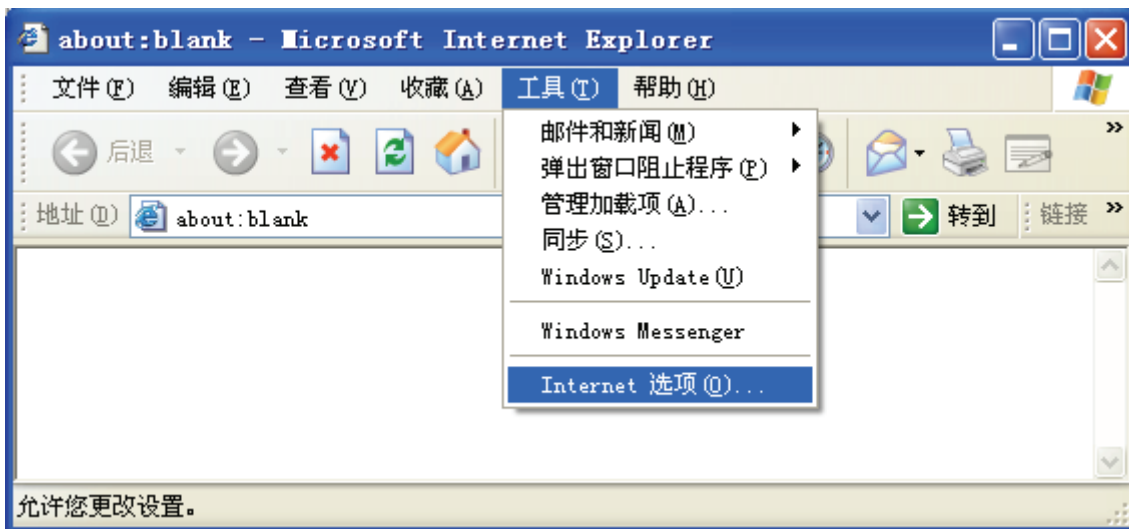 about:blank - Microsoft Internet Explorer
文件(F) 编辑(E) 查看(V) 收藏(A) 工具(T) 帮助(H)
后退
地址(D) about:blank 转到 链接
邮件和新闻(M)
弹出窗口阻止程序(P)
管理加载项(A)...
同步(S)...
Windows Update(U)
Windows Messenger
Internet 选项(O)...
允许您更改设置。